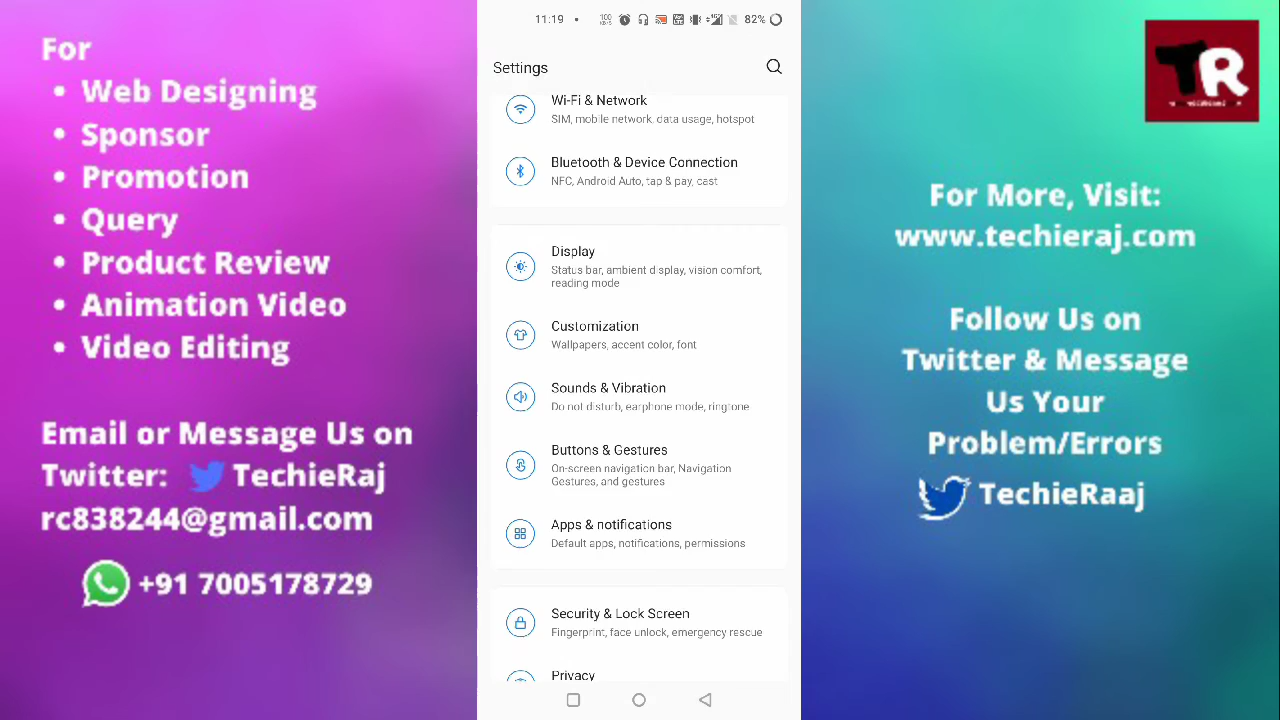 For
• Web Designing
• Sponsor
• Promotion
• Query
• Product Review
• Animation Video
• Video Editing
Email or Message Us on
Twitter: TechieRaj
rc838244@gmail.com
+91 7005178729
11:19
82%
Settings
Wi-Fi & Network
SIM, mobile network, data usage, hotspot
Bluetooth & Device Connection
NFC, Android Auto, tap & pay, cast
Display
Status bar, ambient display, vision comfort,
reading mode
Customization
Wallpapers, accent color, font
Sounds & Vibration
Do not disturb, earphone mode, ringtone
Buttons & Gestures
On-screen navigation bar, Navigation
Gestures, and gestures
Apps & notifications
Default apps, notifications, permissions
Security & Lock Screen
Fingerprint, face unlock, emergency rescue
Privacy
TR
For More, Visit:
www.techieraj.com
Follow Us on
Twitter & Message
Us Your
Problem/Errors
TechieRaaj